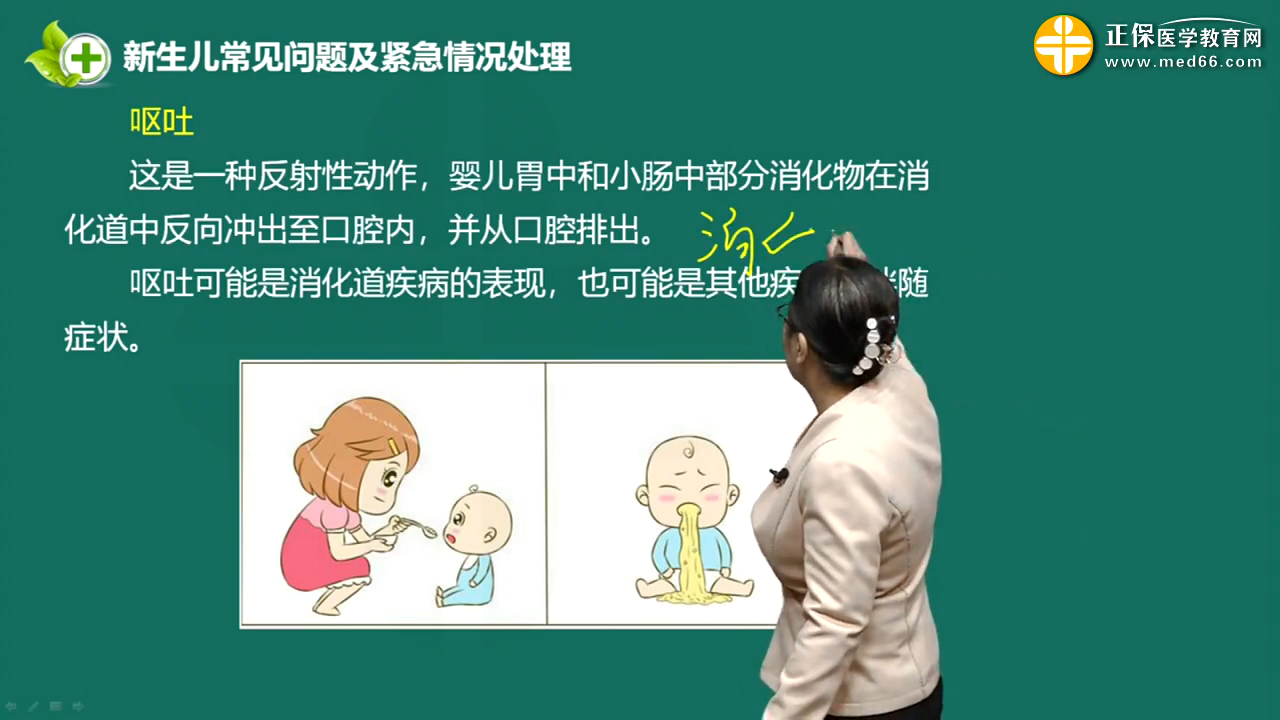 新生儿常见问题及紧急情况处理
正保医学教育网
www.med66.com
呕吐
这是一种反射性动作，婴儿胃中和小肠中部分消化物在消
化道中反向冲出至口腔内，并从口腔排出。
消
呕吐可能是消化道疾病的表现，也可能是其他疾 随
症状。